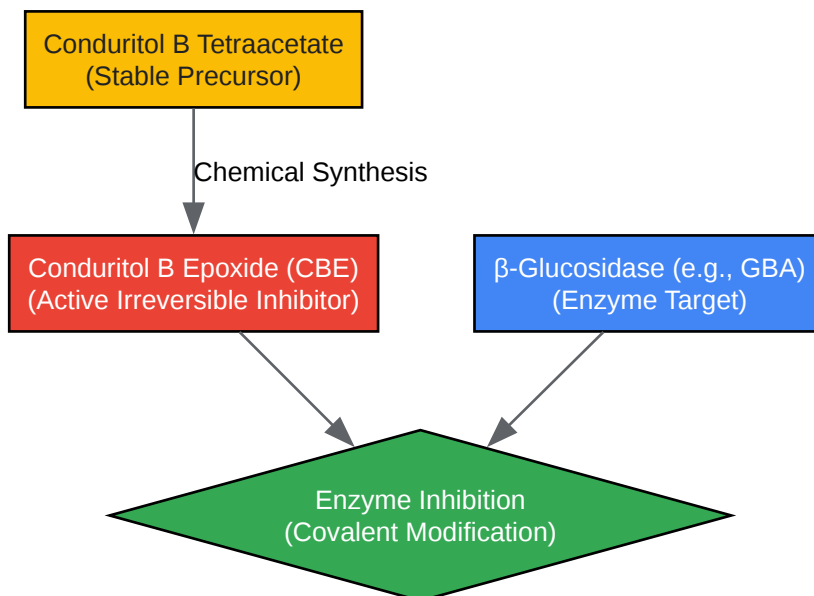 Conduritol B Tetraacetate
(Stable Precursor)
Chemical Synthesis
Conduritol B Epoxide (CBE)
(Active Irreversible Inhibitor)
β-Glucosidase (e.g., GBA)
(Enzyme Target)
Enzyme Inhibition
(Covalent Modification)